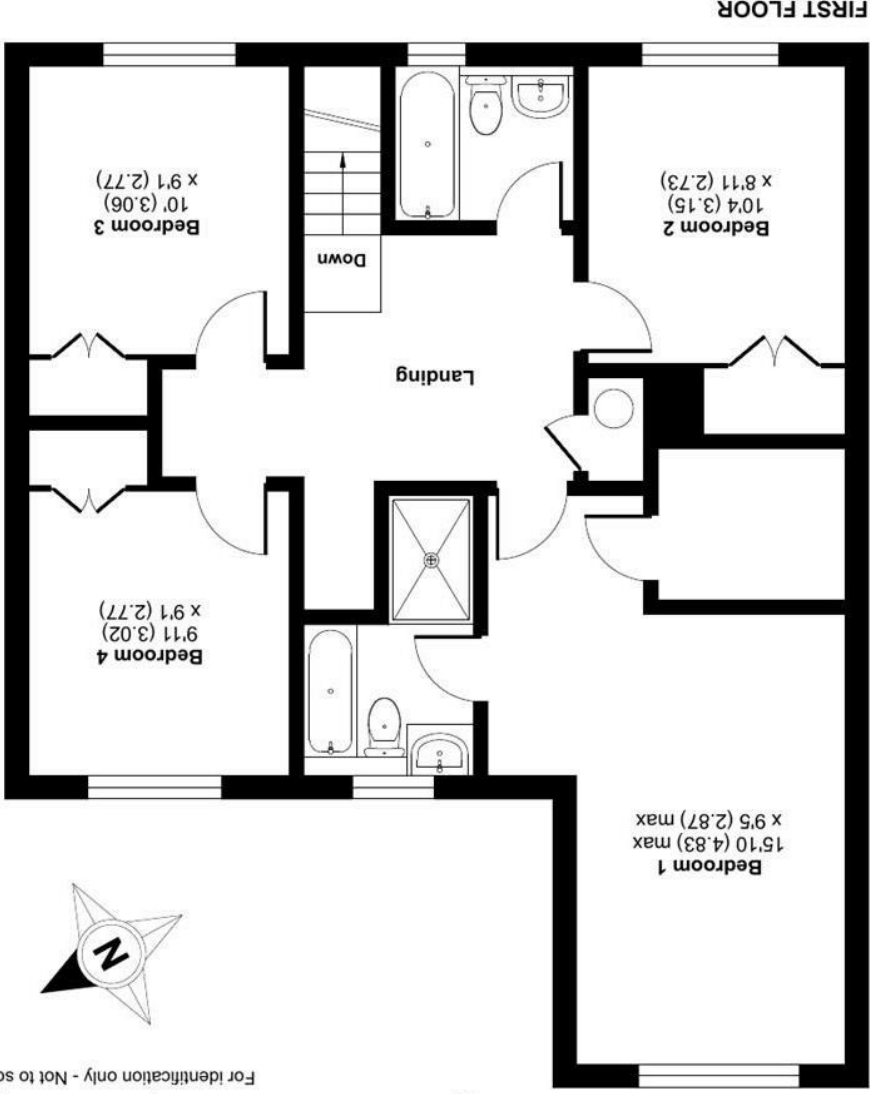 For identification only - Not to sc
N
Bedroom 1
15'10 (4.83) max
x 9'5 (2.87) max
Bedroom 4
9'11 (3.02)
x 9'1 (2.77)
Landing
Down
Bedroom 2
10'4 (3.15)
x 8'11 (2.73)
Bedroom 3
10' (3.06)
x 9'1 (2.77)
FIRST FLOOR